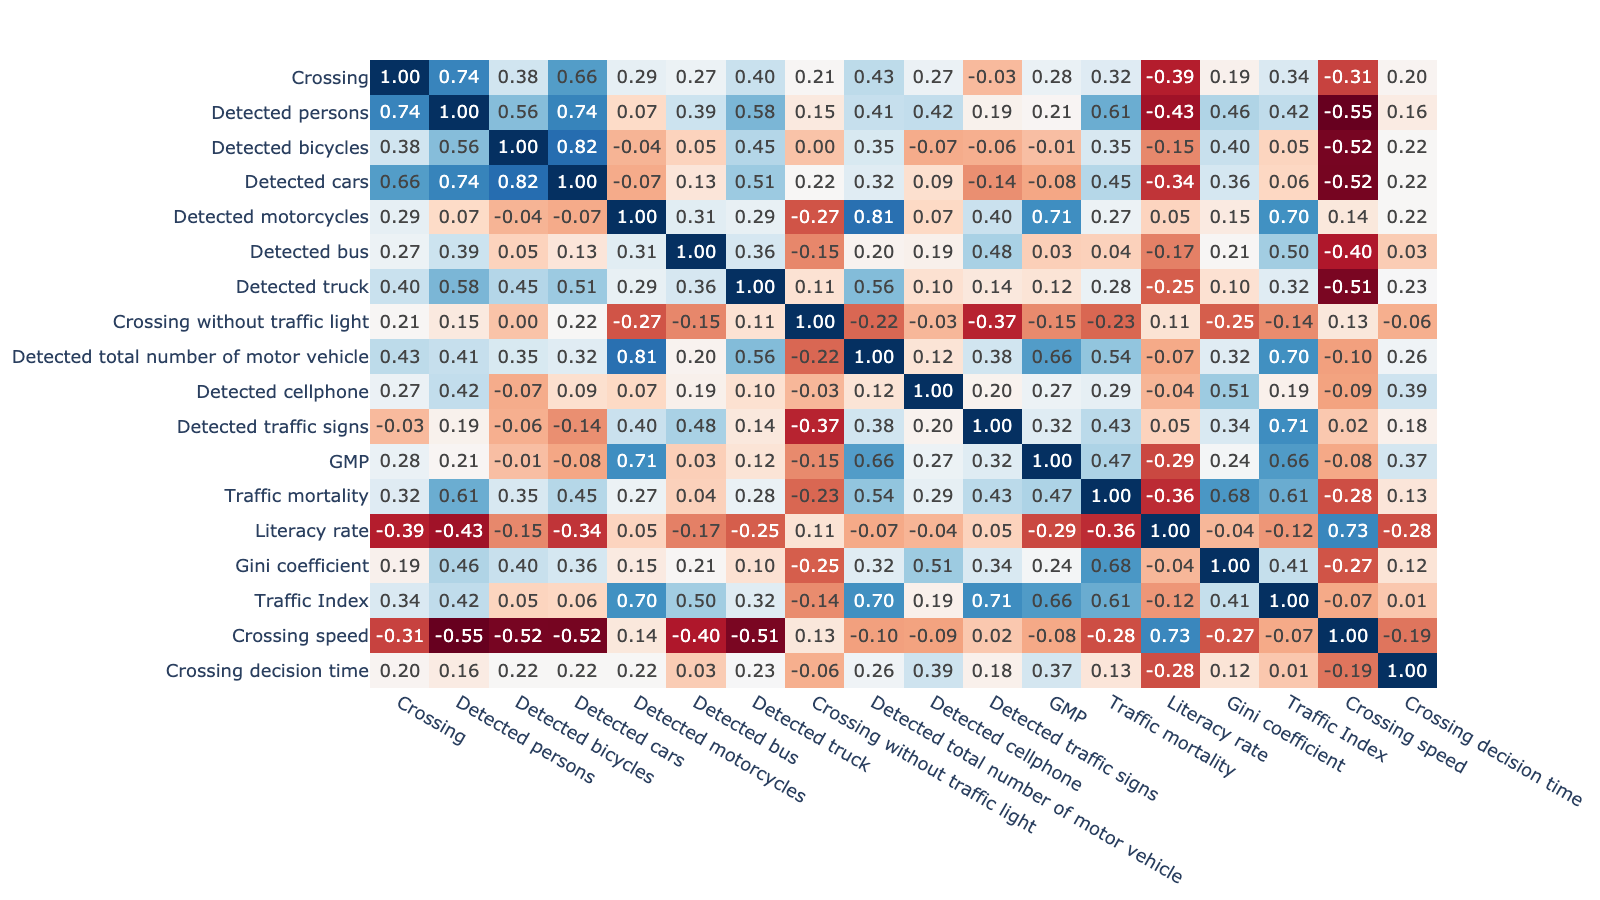 Crossing 1.00 0.74 0.38 0.66 0.29 0.27 0.40 0.21 0.43 0.27 -0.03 0.28 0.32 -0.39 0.19 0.34 -0.31 0.20
Detected persons 0.74 1.00 0.56 0.74 0.07 0.39 0.58 0.15 0.41 0.42 0.19 0.21 0.61 -0.43 0.46 0.42 -0.55 0.16
Detected bicycles 0.38 0.56 1.00 0.82 -0.04 0.05 0.45 0.00 0.35 -0.07 -0.06 -0.01 0.35 -0.15 0.40 0.05 -0.52 0.22
Detected cars 0.66 0.74 0.82 1.00 -0.07 0.13 0.51 0.22 0.32 0.09 -0.14 -0.08 0.45 -0.34 0.36 0.06 -0.52 0.22
Detected motorcycles 0.29 0.07 -0.04 -0.07 1.00 0.31 0.29 -0.27 0.81 0.07 0.40 0.71 0.27 0.05 0.15 0.70 0.14 0.22
Detected bus 0.27 0.39 0.05 0.13 0.31 1.00 0.36 -0.15 0.20 0.19 0.48 0.03 0.04 -0.17 0.21 0.50 -0.40 0.03
Detected truck 0.40 0.58 0.45 0.51 0.29 0.36 1.00 0.11 0.56 0.10 0.14 0.12 0.28 -0.25 0.10 0.32 -0.51 0.23
Crossing without traffic light 0.21 0.15 0.00 0.22 -0.27 -0.15 0.11 1.00 -0.22 -0.03 -0.37 -0.15 -0.23 0.11 -0.25 -0.14 0.13 -0.06
Detected total number of motor vehicle 0.43 0.41 0.35 0.32 0.81 0.20 0.56 -0.22 1.00 0.12 0.38 0.66 0.54 -0.07 0.32 0.70 -0.10 0.26
Detected cellphone 0.27 0.42 -0.07 0.09 0.07 0.19 0.10 -0.03 0.12 1.00 0.20 0.27 0.29 -0.04 0.51 0.19 -0.09 0.39
Detected traffic signs -0.03 0.19 -0.06 -0.14 0.40 0.48 0.14 -0.37 0.38 0.20 1.00 0.32 0.43 0.05 0.34 0.71 0.02 0.18
GMP 0.28 0.21 -0.01 -0.08 0.71 0.03 0.12 -0.15 0.66 0.27 0.32 1.00 0.47 -0.29 0.24 0.66 -0.08 0.37
Traffic mortality 0.32 0.61 0.35 0.45 0.27 0.04 0.28 -0.23 0.54 0.29 0.43 0.47 1.00 -0.36 0.68 0.61 -0.28 0.13
Literacy rate -0.39 -0.43 -0.15 -0.34 0.05 -0.17 -0.25 0.11 -0.07 -0.04 0.05 -0.29 -0.36 1.00 -0.04 -0.12 0.73 -0.28
Gini coefficient 0.19 0.46 0.40 0.36 0.15 0.21 0.10 -0.25 0.32 0.51 0.34 0.24 0.68 -0.04 1.00 0.41 -0.27 0.12
Traffic Index 0.34 0.42 0.05 0.06 0.70 0.50 0.32 -0.14 0.70 0.19 0.71 0.66 0.61 -0.12 0.41 1.00 -0.07 0.01
Crossing speed -0.31 -0.55 -0.52 -0.52 0.14 -0.40 -0.51 0.13 -0.10 -0.09 0.02 -0.08 -0.28 0.73 -0.27 -0.07 1.00 -0.19
Crossing decision time 0.20 0.16 0.22 0.22 0.22 0.03 0.23 -0.06 0.26 0.39 0.18 0.37 0.13 -0.28 0.12 0.01 -0.19 1.00
Crossing
Detected persons
Detected bicycles
Detected cars
Detected motorcycles
Detected bus
Detected truck
Crossing without traffic light
Detected total number of motor vehicle
Detected cellphone
Detected traffic signs
GMP
Traffic mortality
Literacy rate
Gini coefficient
Traffic Index
Crossing speed
Crossing decision time